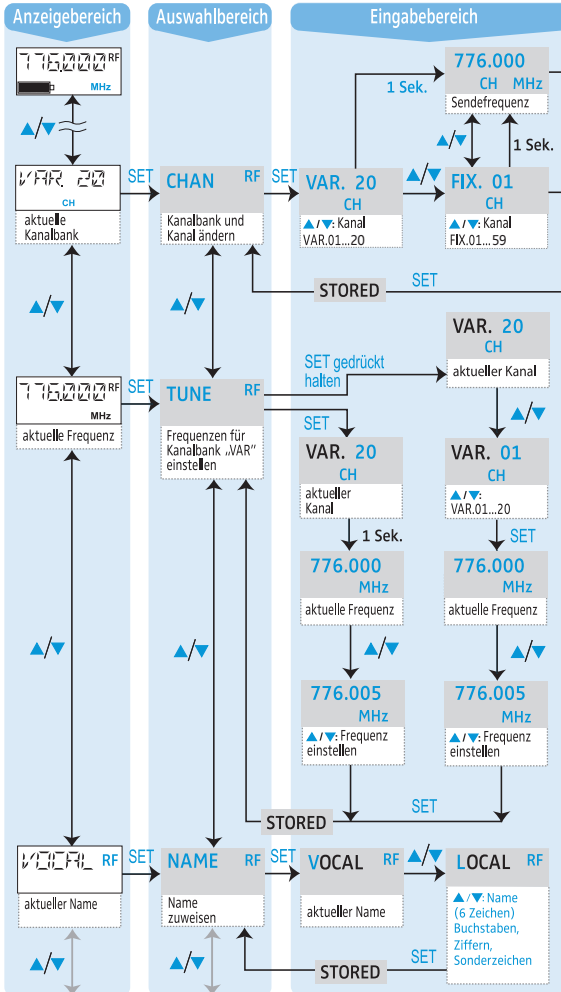 Anzeigebereich
Auswahlbereich
Eingabebereich
776.000 RF
MHz
▲/▼
1 Sek.
776.000
CH MHz
Sendefrequenz
▲/▼
1 Sek.
VAR. 20
CH
aktuelle
Kanalbank
SET
CHAN RF
Kanalbank und
Kanal ändern
SET
VAR. 20
CH
▲/▼: Kanal
VAR.01...20
▲/▼
FIX. 01
CH
▲/▼: Kanal
FIX.01...59
STORED
SET
▲/▼
▲/▼
776.000 RF
MHz
aktuelle Frequenz
SET
TUNE RF
Frequenzen für
Kanalbank „VAR"
einstellen
SET gedrückt
halten
SET
VAR. 20
CH
aktueller Kanal
▲/▼
VAR. 20
CH
aktueller
Kanal
VAR. 01
CH
▲/▼:
VAR.01...20
1 Sek.
SET
776.000
MHz
aktuelle Frequenz
776.000
MHz
aktuelle Frequenz
▲/▼
▲/▼
▲/▼
▲/▼
776.005
MHz
▲/▼: Frequenz
einstellen
776.005
MHz
▲/▼: Frequenz
einstellen
STORED
SET
VOCAL RF
aktueller Name
SET
NAME RF
Name
zuweisen
SET
VOCAL RF
aktueller Name
▲/▼
LOCAL RF
▲/▼: Name
(6 Zeichen)
Buchstaben,
Ziffern,
Sonderzeichen
STORED
SET
▲/▼
▲/▼